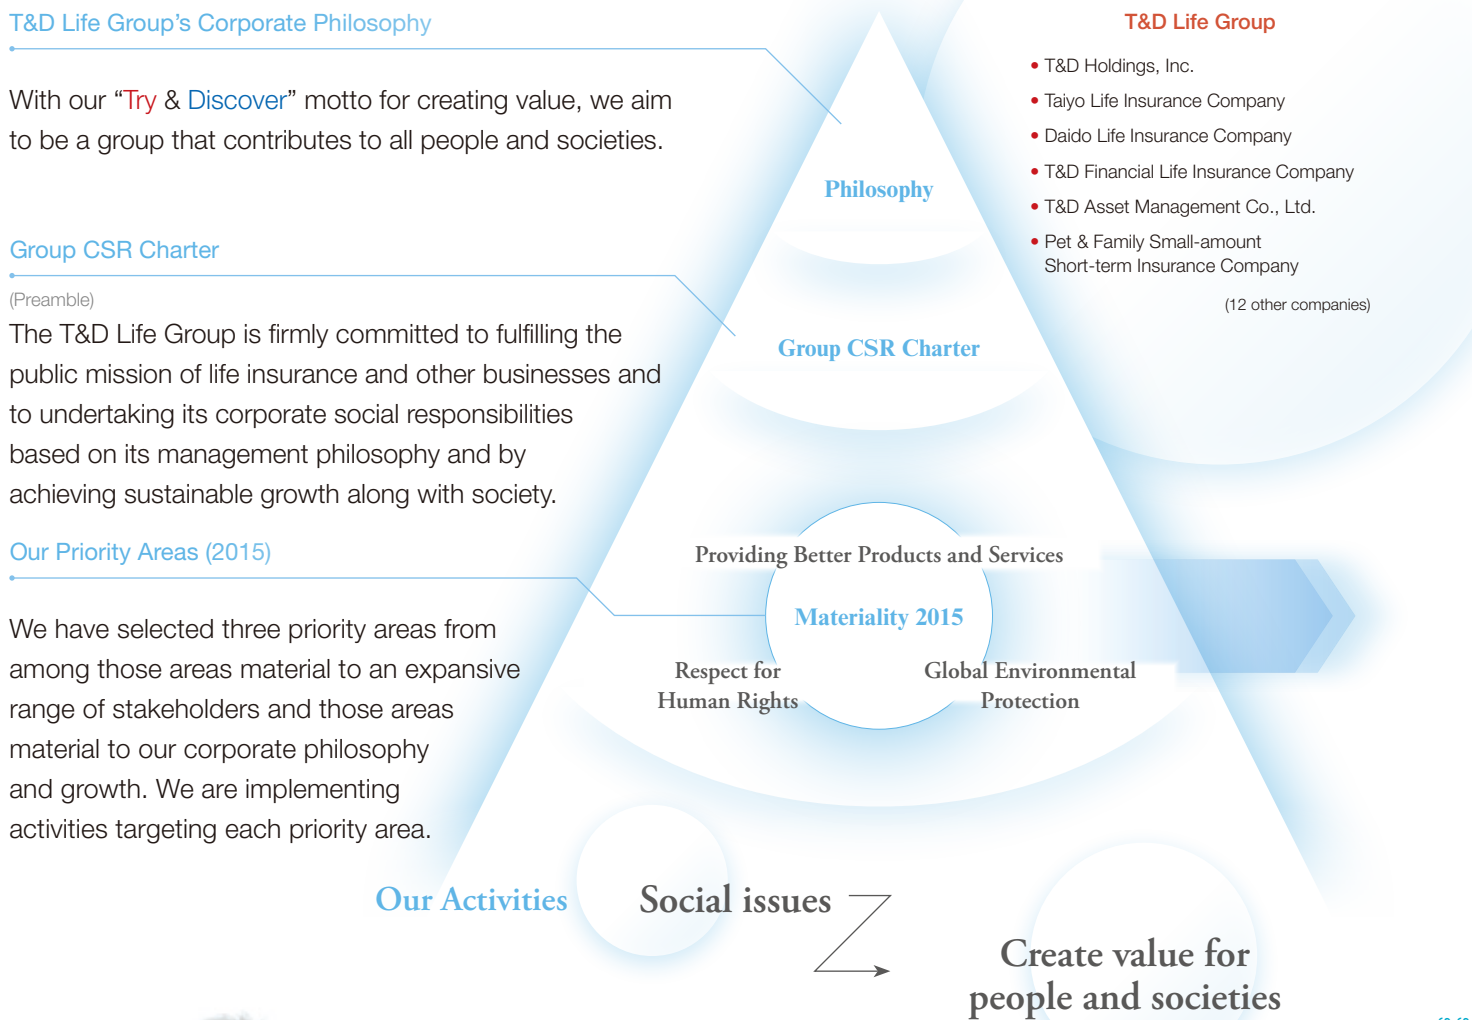 T&D Life Group’s Corporate Philosophy
With our “Try & Discover” motto for creating value, we aim
to be a group that contributes to all people and societies.
Group CSR Charter
(Preamble)
The T&D Life Group is firmly committed to fulfilling the
public mission of life insurance and other businesses and
to undertaking its corporate social responsibilities
based on its management philosophy and by
achieving sustainable growth along with society.
Our Priority Areas (2015)
We have selected three priority areas from
among those areas material to an expansive
range of stakeholders and those areas
material to our corporate philosophy
and growth. We are implementing
activities targeting each priority area.
Philosophy
Group CSR Charter
Providing Better Products and Services
Materiality 2015
Respect for
Human Rights
Global Environmental
Protection
T&D Life Group
• T&D Holdings, Inc.
• Taiyo Life Insurance Company
• Daido Life Insurance Company
• T&D Financial Life Insurance Company
• T&D Asset Management Co., Ltd.
• Pet & Family Small-amount
Short-term Insurance Company
(12 other companies)
Our Activities
Social issues
Create value for
people and societies